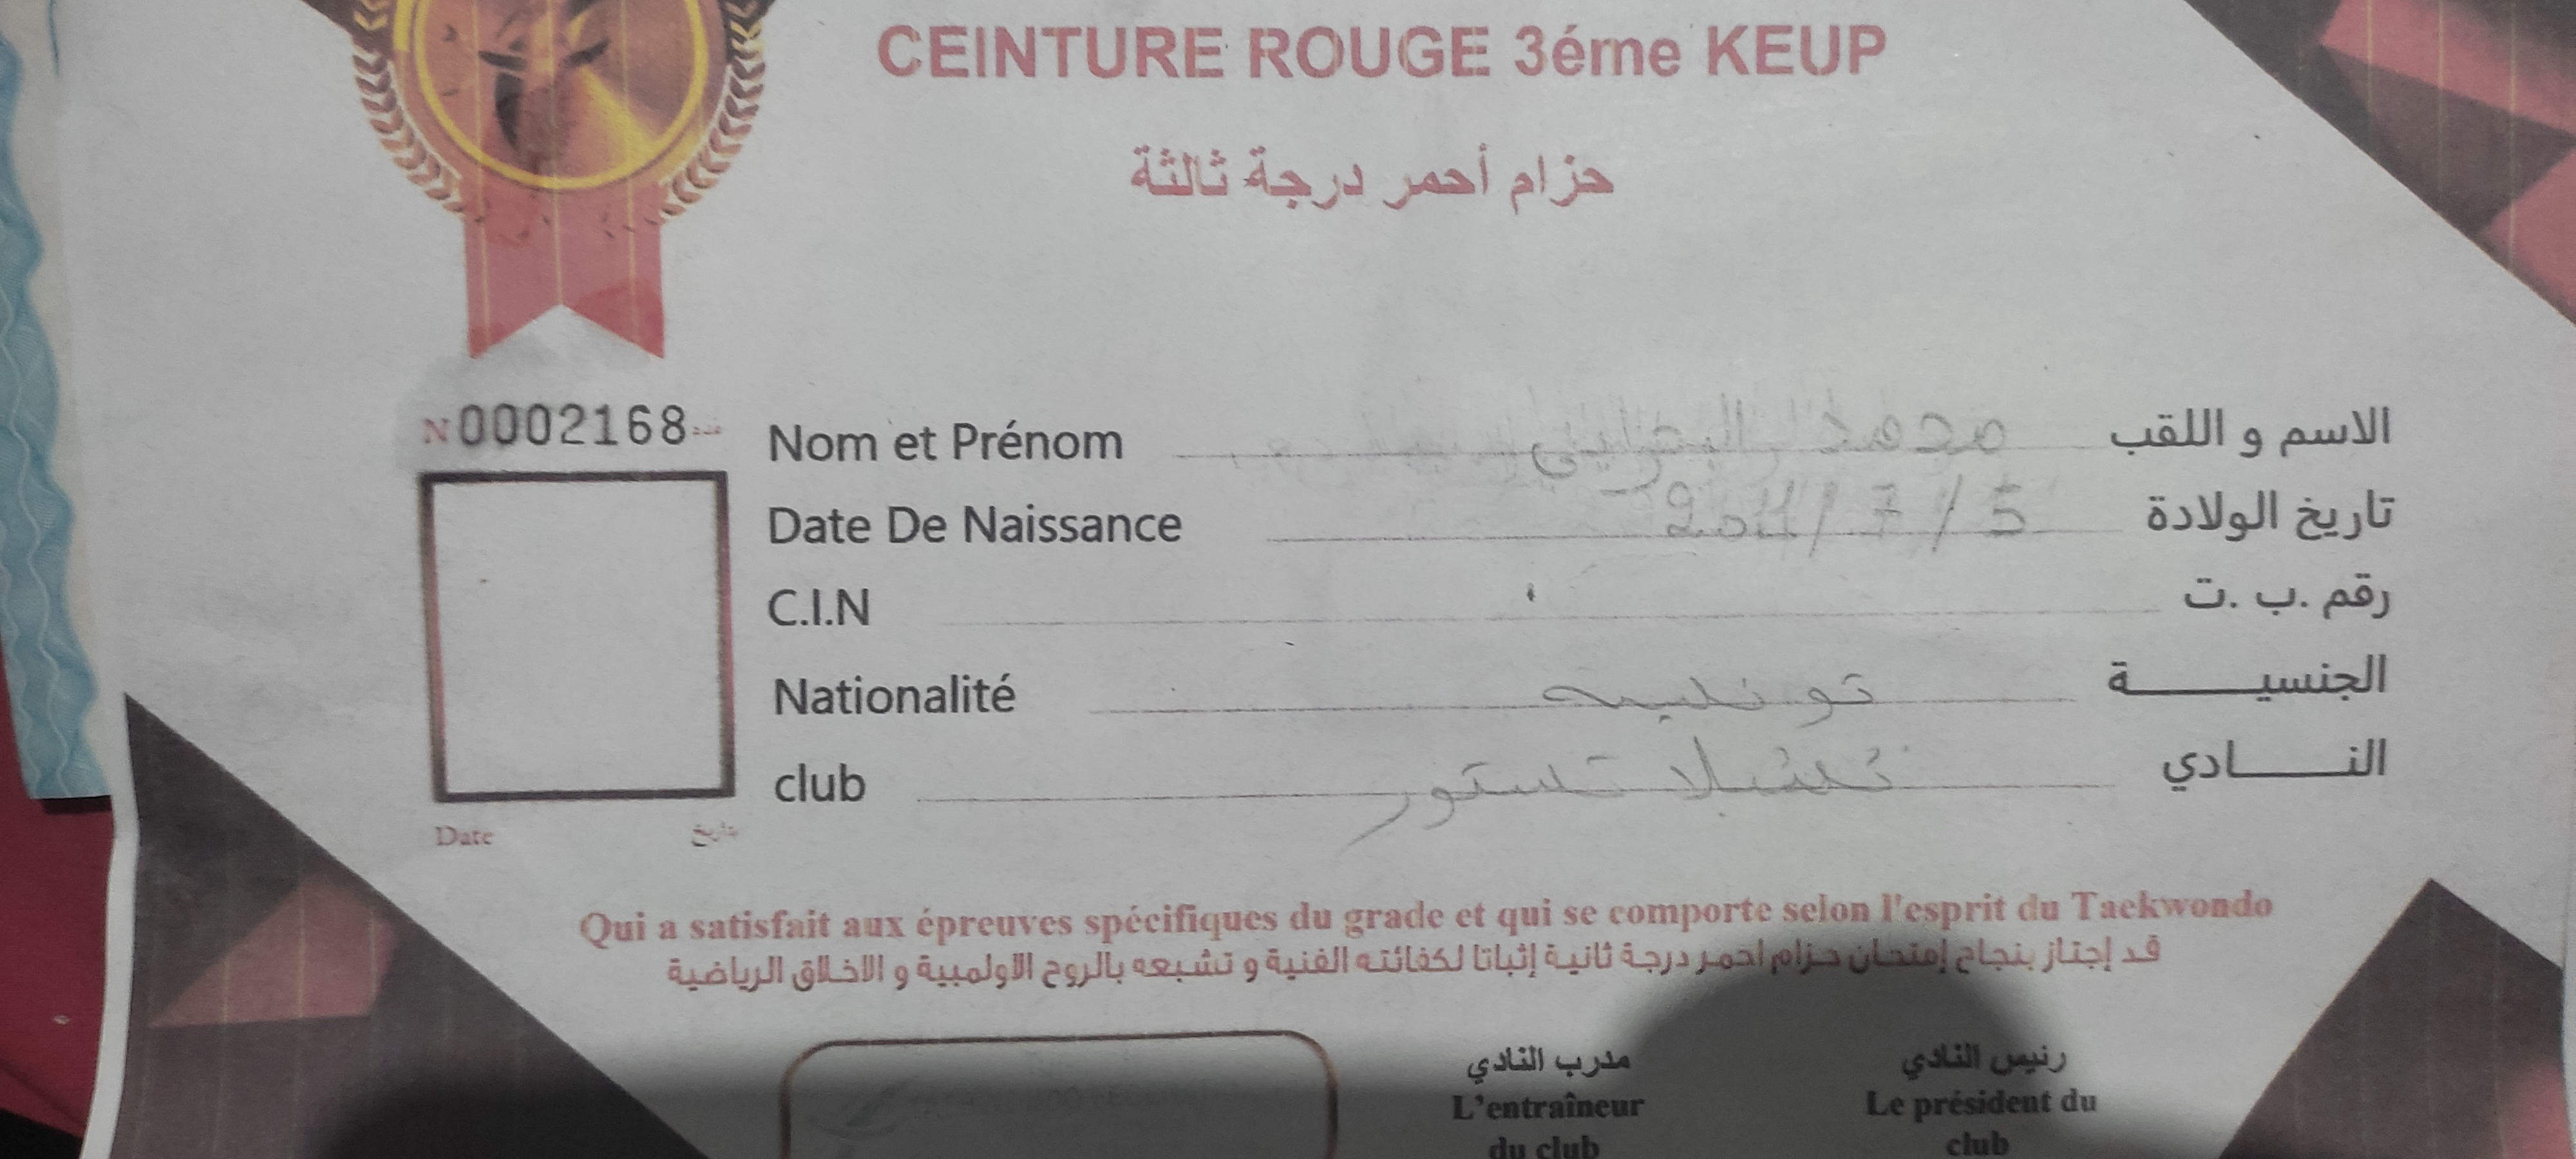 CEINTURE ROUGE 3éme KEUP
حزام أحمر درجة ثالثة
N 0002168
Nom et Prénom محمد الاسم و اللقب
Date De Naissance 5 / 7 / تاريخ الولادة
C.I.N رقم .ب .ت
Nationalité تونسية الجنسيـــــة
club تستور النـــــادي
Date تاريخ
Qui a satisfait aux épreuves spécifiques du grade et qui se comporte selon l'esprit du Taekwondo
قد إجتاز بنجاح إمتحان حزام احمر درجة ثانية إثباتا لكفائته الفنية و تشبعه بالروح الاولمبية و الاخلاق الرياضية
مدرب النادي رئيس النادي
L'entraîneur Le président du
du club club